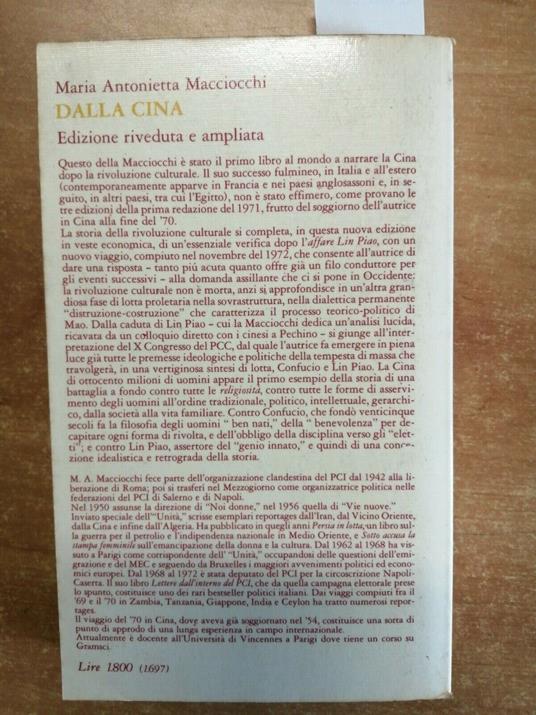 Maria Antonietta Macciocchi
DALLA CINA
Edizione riveduta e ampliata
Questo della Macciocchi è stato il primo libro al mondo a narrare la Cina
dopo la rivoluzione culturale. Il suo successo fulmineo, in Italia e all'estero
(contemporaneamente apparve in Francia e nei paesi anglosassoni e, in se-
guito, in altri paesi, tra cui l'Egitto), non è stato effimero, come provano le
tre edizioni della prima redazione del 1971, frutto del soggiorno dell'autrice
in Cina alla fine del '70.
La storia della rivoluzione culturale si completa, in questa nuova edizione
in veste economica, di un'essenziale verifica dopo l'affare Lin Piao, con un
nuovo viaggio, compiuto nel novembre del 1972, che consente all'autrice di
dare una risposta - tanto più acuta quanto offre già un filo conduttore per
gli eventi successivi - alla domanda assillante che ci si pone in Occidente:
la rivoluzione culturale non è morta, anzi si approfondisce in un'altra gran-
diosa fase di lotta proletaria nella sovrastruttura, nella dialettica permanente
"distruzione-costruzione" che caratterizza il processo teorico-politico di
Mao. Dalla caduta di Lin Piao - cui la Macciocchi dedica un'analisi lucida,
ricavata da un colloquio diretto con i cinesi a Pechino - si giunge all'inter-
pretazione del X Congresso del PCC, dal quale l'autrice fa emergere in piena
luce già tutte le premesse ideologiche e politiche della tempesta di massa che
travolgerà, in una vertiginosa sintesi di lotta, Confucio e Lin Piao. La Cina
di ottocento milioni di uomini appare il primo esempio della storia di una
battaglia a fondo contro tutte le religiosità, contro tutte le forme di asservi-
mento degli uomini all'ordine tradizionale, politico, intellettuale, gerarchi-
co, dalla società alla vita familiare. Contro Confucio, che fondò venticinque
secoli fa la filosofia degli uomini " ben nati," della " benevolenza" per de-
capitare ogni forma di rivolta, e dell'obbligo della disciplina verso gli "elet-
ti"; e contro Lin Piao, assertore del "genio innato," e quindi di una conce-
zione idealistica e retrograda della storia.
M. A. Macciocchi fece parte dell'organizzazione clandestina del PCI dal 1942 alla li-
berazione di Roma; poi si trasferì nel Mezzogiorno come organizzatrice politica nelle
federazioni del PCI di Salerno e di Napoli.
Nel 1950 assunse la direzione di "Noi donne," nel 1956 quella di "Vie nuove."
Inviato speciale dell'"Unità," scrisse esemplari reportages dall'Iran, dal Vicino Oriente,
dalla Cina e infine dall'Algeria. Ha pubblicato in quegli anni Persia in lotta, un libro sul-
la guerra per il petrolio e l'indipendenza nazionale in Medio Oriente, e Sotto accusa la
stampa femminile sull'emancipazione della donna e la cultura. Dal 1962 al 1968 ha vis-
suto a Parigi come corrispondente dell'"Unità," occupandosi delle questioni dell'emi-
grazione e del MEC e seguendo da Bruxelles i maggiori avvenimenti politici ed econo-
mici europei. Dal 1968 al 1972 è stata deputato del PCI per la circoscrizione Napoli-
Caserta. Il suo libro Lettere dall'interno del PCI, che da quella campagna elettorale prese
lo spunto, costituisce uno dei rari bestseller politici italiani. Dai viaggi compiuti fra il
'69 e il '70 in Zambia, Tanzania, Giappone, India e Ceylon ha tratto numerosi repor-
tages.
Il viaggio del '70 in Cina, dove aveva già soggiornato nel '54, costituisce una sorta di
punto di approdo di una lunga esperienza in campo internazionale.
Attualmente è docente all'Università di Vincennes a Parigi dove tiene un corso su
Gramsci.
Lire 1.800 (1.697)